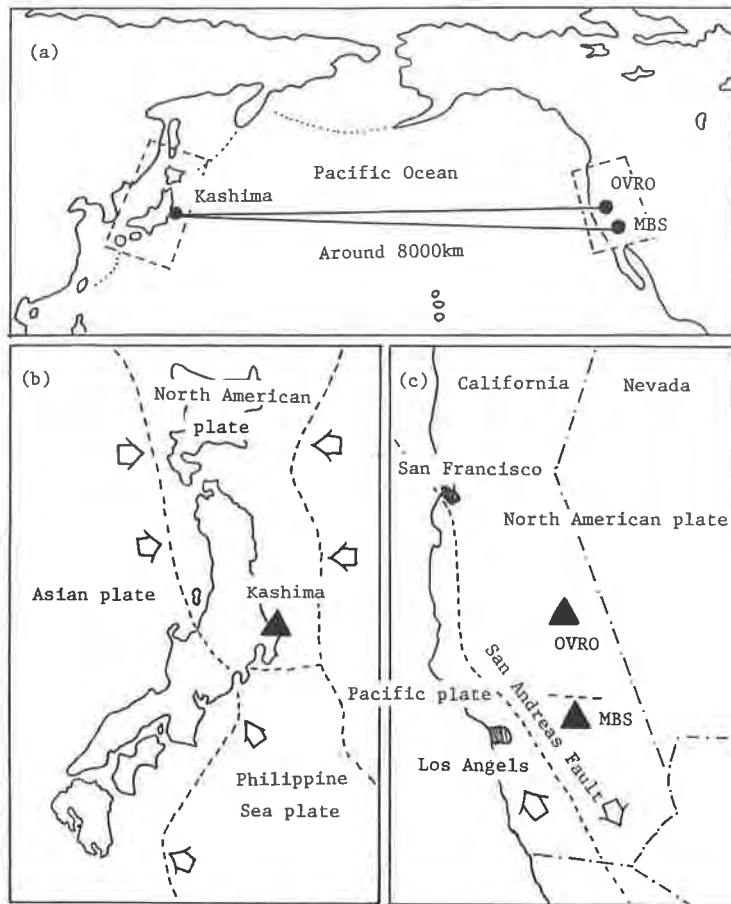 (a)
Pacific Ocean
Kashima
OVRO
MBS
Around 8000km
(b)
North American
plate
Asian plate
Kashima
Philippine
Sea plate
Pacific plate
(c)
California
Nevada
San Francisco
North American plate
OVRO
San Andreas Fault
MBS
Los Angels